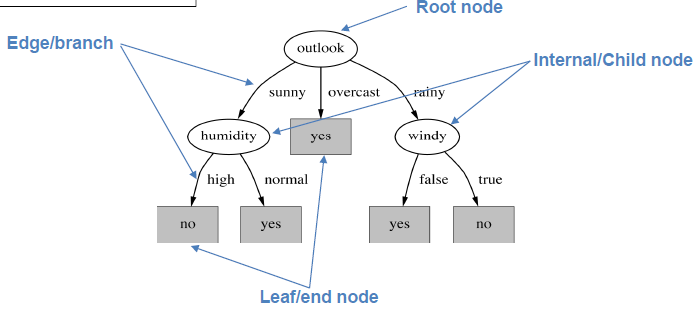 Root node
Edge/branch
outlook
Internal/Child node
sunny overcast rainy
humidity yes windy
high normal false true
no yes yes no
Leaf/end node